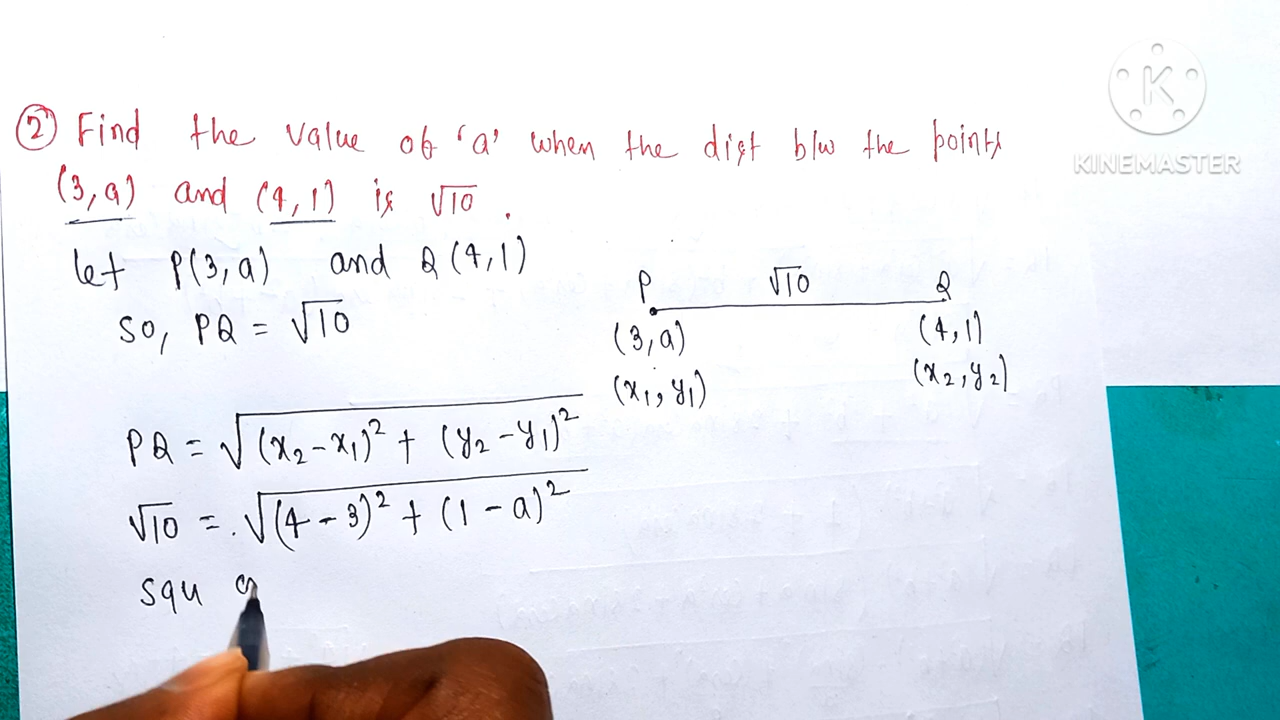 ② Find the value of 'a' when the dist b/w the points
(3,a) and (4,1) is √10 .
let P(3,a) and Q(4,1)
So, PQ = √10
P √10 Q
(3,a) (4,1)
(x₁,y₁) (x₂,y₂)
PQ = √(x₂-x₁)² + (y₂-y₁)²
√10 = √(4-3)² + (1-a)²
squ
K
KINEMASTER